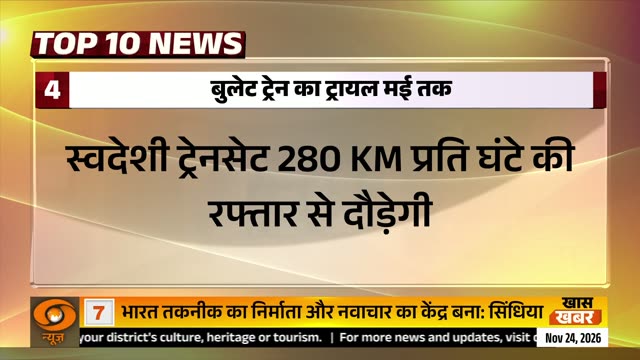 TOP 10 NEWS
4 बुलेट ट्रेन का ट्रायल मई तक
स्वदेशी ट्रेनसेट 280 KM प्रति घंटे की
रफ्तार से दौड़ेगी
न्यूज़
7 भारत तकनीक का निर्माता और नवाचार का केंद्र बना: सिंधिया
खास
खबर
your district's culture, heritage or tourism. | For more news and updates, visit
Nov 24, 2026